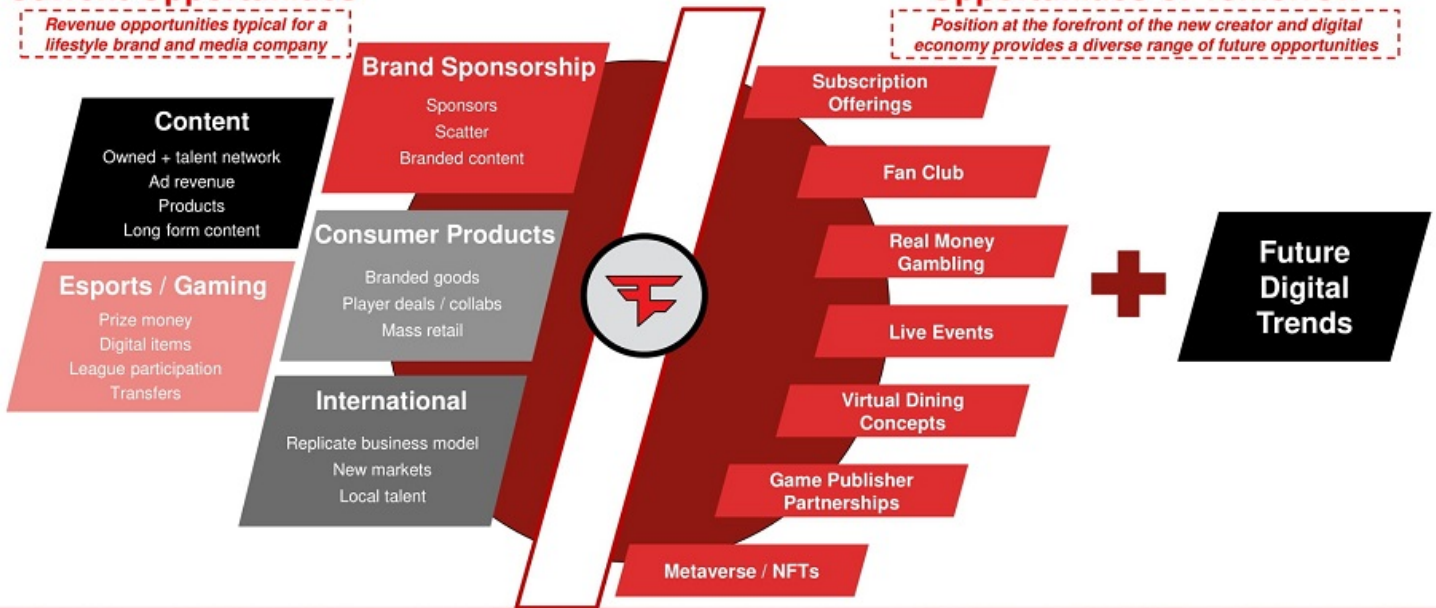 Revenue opportunities typical for a
lifestyle brand and media company
Content
Owned + talent network
Ad revenue
Products
Long form content
Esports / Gaming
Prize money
Digital items
League participation
Transfers
Brand Sponsorship
Sponsors
Scatter
Branded content
Consumer Products
Branded goods
Player deals / collabs
Mass retail
International
Replicate business model
New markets
Local talent
Position at the forefront of the new creator and digital
economy provides a diverse range of future opportunities
Subscription
Offerings
Fan Club
Real Money
Gambling
Live Events
Virtual Dining
Concepts
Game Publisher
Partnerships
Metaverse / NFTs
Future
Digital
Trends